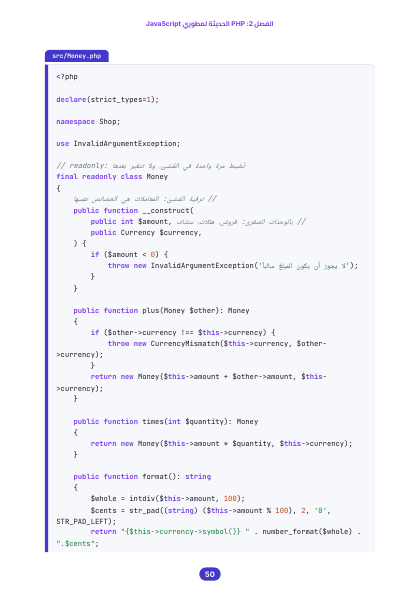 الفصل 2: PHP الحديثة لمطوري JavaScript
src/Money.php
<?php
declare(strict_types=1);
namespace Shop;
use InvalidArgumentException;
// readonly: تُضبط مرة واحدة في المُنشئ، ولا تتغير بعدها
final readonly class Money
{
// ترقية المُنشئ: المعاملات هي الخصائص نفسها
public function __construct(
public int $amount, // بالوحدات الصغرى: قروش، هللات، سنتات
public Currency $currency,
) {
if ($amount < 0) {
throw new InvalidArgumentException('لا يجوز أن يكون المبلغ سالباً');
}
}
public function plus(Money $other): Money
{
if ($other->currency !== $this->currency) {
throw new CurrencyMismatch($this->currency, $other-
>currency);
}
return new Money($this->amount + $other->amount, $this-
>currency);
}
public function times(int $quantity): Money
{
return new Money($this->amount * $quantity, $this->currency);
}
public function format(): string
{
$whole = intdiv($this->amount, 100);
$cents = str_pad((string) ($this->amount % 100), 2, '0',
STR_PAD_LEFT);
return "{$this->currency->symbol()} " . number_format($whole) .
".$cents";
50